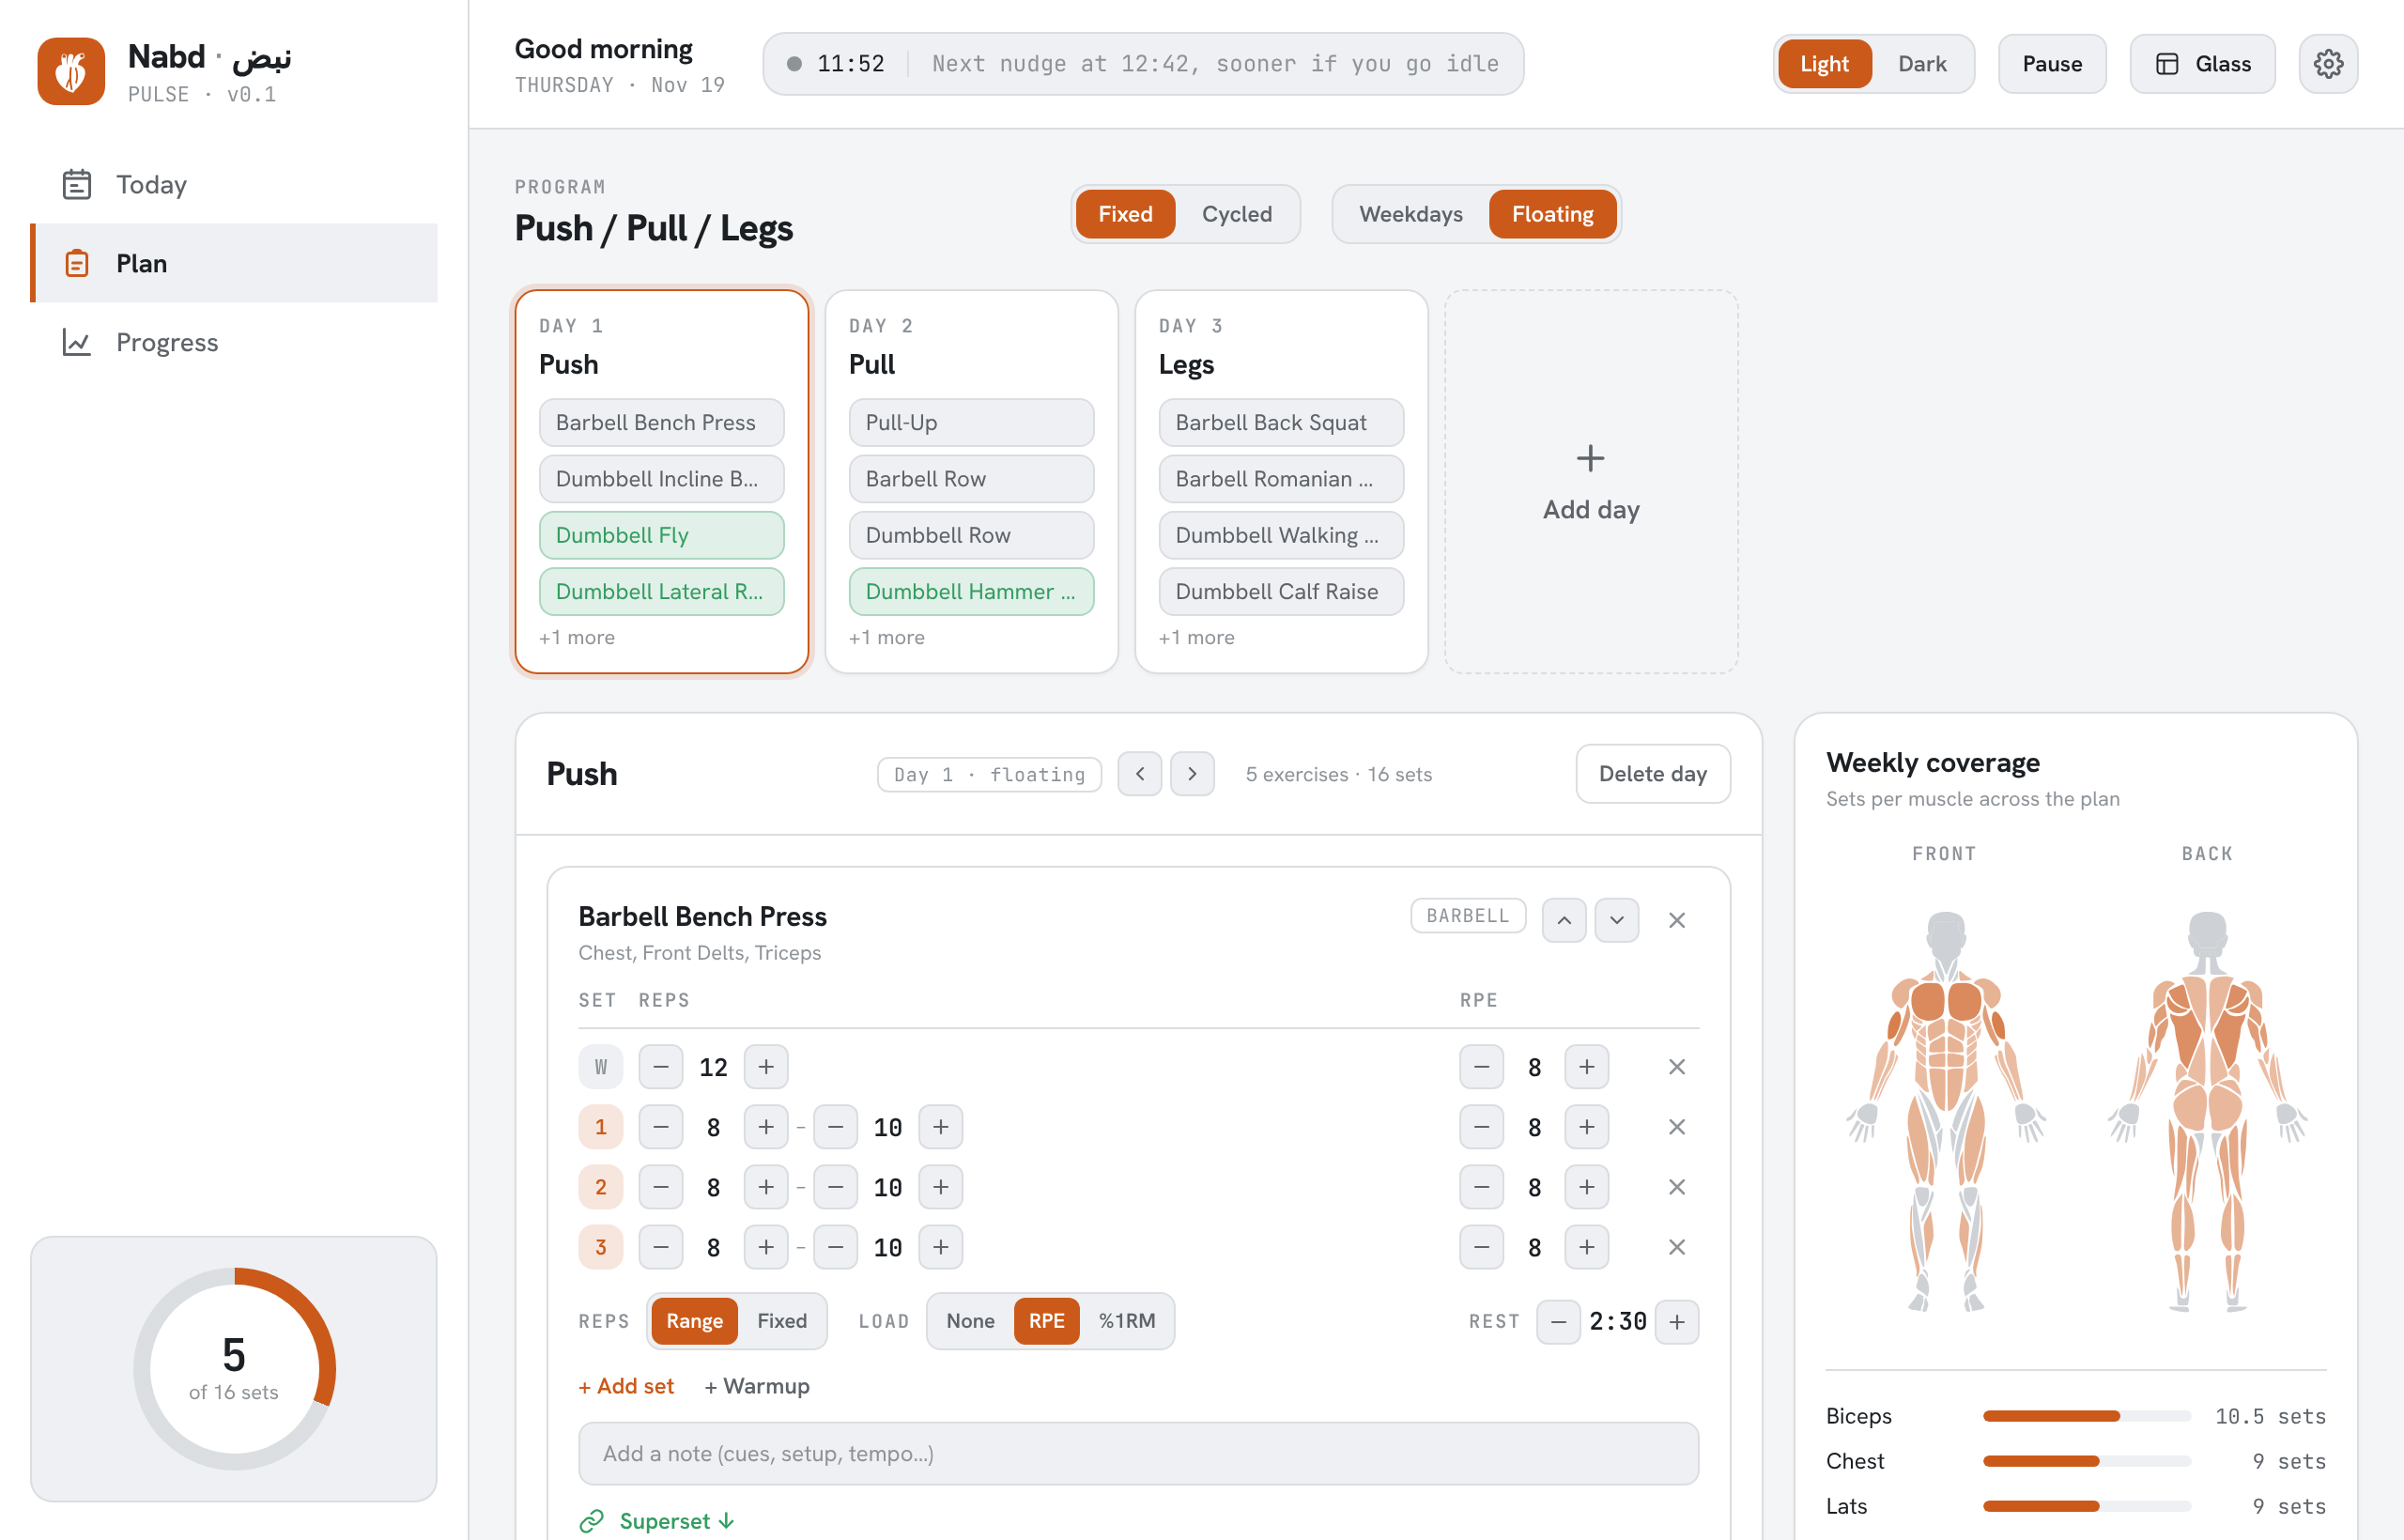 Nabd · نبض
PULSE · v0.1
Today
Plan
Progress
5
of 16 sets
Good morning
THURSDAY · Nov 19
11:52 Next nudge at 12:42, sooner if you go idle
Light Dark
Pause
Glass
PROGRAM
Push / Pull / Legs
Fixed Cycled
Weekdays Floating
DAY 1
Push
Barbell Bench Press
Dumbbell Incline B...
Dumbbell Fly
Dumbbell Lateral R...
+1 more
DAY 2
Pull
Pull-Up
Barbell Row
Dumbbell Row
Dumbbell Hammer ...
+1 more
DAY 3
Legs
Barbell Back Squat
Barbell Romanian ...
Dumbbell Walking ...
Dumbbell Calf Raise
+1 more
+
Add day
Push
Day 1 · floating
5 exercises · 16 sets
Delete day
Barbell Bench Press
Chest, Front Delts, Triceps
BARBELL
SET REPS RPE
W − 12 + − 8 +
1 − 8 + – − 10 + − 8 +
2 − 8 + – − 10 + − 8 +
3 − 8 + – − 10 + − 8 +
REPS Range Fixed LOAD None RPE %1RM REST − 2:30 +
+ Add set + Warmup
Add a note (cues, setup, tempo...)
Superset ↓
Weekly coverage
Sets per muscle across the plan
FRONT BACK
Biceps 10.5 sets
Chest 9 sets
Lats 9 sets